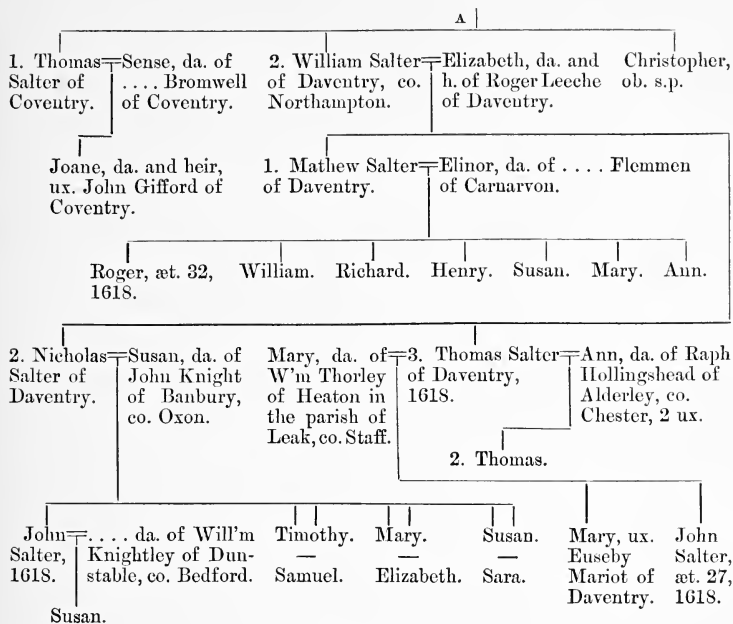 A
1. Thomas Sense, da. of 2. William Salter Elizabeth, da. and Christopher,
Salter of .... Bromwell of Daventry, co. h. of Roger Leeche ob. s.p.
Coventry. of Coventry. Northampton. of Daventry.
Joane, da. and heir, 1. Mathew Salter Elinor, da. of .... Flemmen
ux. John Gifford of of Daventry. of Carnarvon.
Coventry.
Roger, æt. 32, William. Richard. Henry. Susan. Mary. Ann.
1618.
2. Nicholas Susan, da. of Mary, da. of 3. Thomas Salter Ann, da. of Raph
Salter of John Knight W'm Thorley of Daventry, Hollingshead of
Daventry. of Banbury, of Heaton in 1618. Alderley, co.
co. Oxon. the parish of Chester, 2 ux.
Leak, co. Staff.
2. Thomas.
John .... da. of Will'm Timothy. Mary. Susan. Mary, ux. John
Salter, Knightley of Dun- — — — Euseby Salter,
1618. stable, co. Bedford. Samuel. Elizabeth. Sara. Mariot of æt. 27,
Daventry. 1618.
Susan.